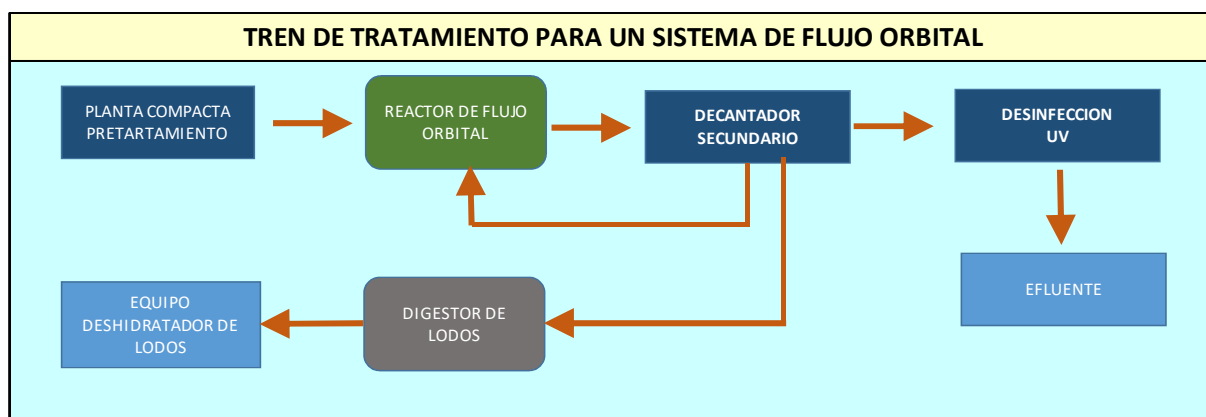 TREN DE TRATAMIENTO PARA UN SISTEMA DE FLUJO ORBITAL
PLANTA COMPACTA
PRETARTAMIENTO
REACTOR DE FLUJO
ORBITAL
DECANTADOR
SECUNDARIO
DESINFECCION
UV
EQUIPO
DESHIDRATADOR DE
LODOS
DIGESTOR DE
LODOS
EFLUENTE